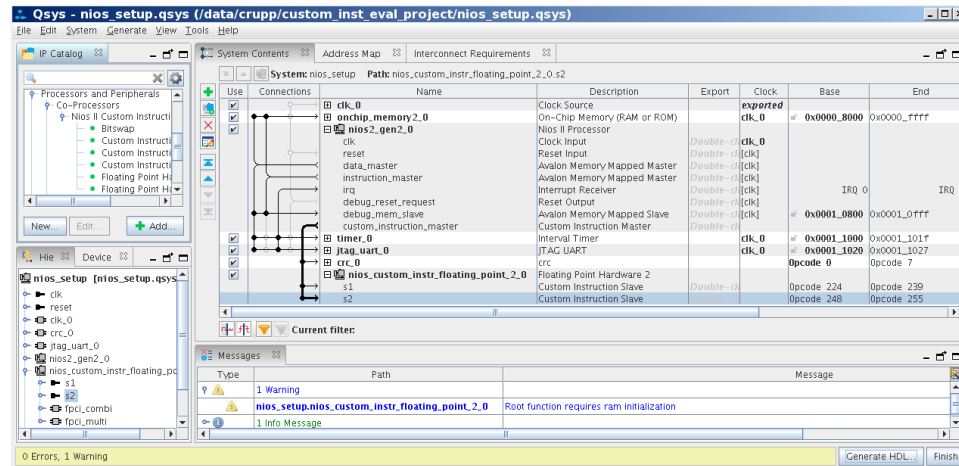 Qsys - nios_setup.qsys (/data/crupp/custom_inst_eval_project/nios_setup.qsys)
File Edit System Generate View Tools Help
IP Catalog
Processors and Peripherals
Co-Processors
Nios II Custom Instructi
Bitswap
Custom Instructi
Custom Instructi
Custom Instructi
Floating Point Ha
Floating Point Ha
New... Edit... Add...
Hie Device
nios_setup [nios_setup.qsys
clk
reset
clk_0
crc_0
jtag_uart_0
nios2_gen2_0
nios_custom_instr_floating_po
s1
s2
fpci_combi
fpci_multi
System Contents Address Map Interconnect Requirements
System: nios_setup Path: nios_custom_instr_floating_point_2_0.s2
Use Connections Name Description Export Clock Base End
clk_0 Clock Source exported
onchip_memory2_0 On-Chip Memory (RAM or ROM) clk_0 0x0000_8000 0x0000_ffff
nios2_gen2_0 Nios II Processor
clk Clock Input Double-cli clk_0
reset Reset Input Double-cli [clk]
data_master Avalon Memory Mapped Master Double-cli [clk]
instruction_master Avalon Memory Mapped Master Double-cli [clk]
irq Interrupt Receiver Double-cli [clk] IRQ 0 IRQ
debug_reset_request Reset Output Double-cli [clk]
debug_mem_slave Avalon Memory Mapped Slave Double-cli [clk] 0x0001_0800 0x0001_0fff
custom_instruction_master Custom Instruction Master Double-cli
timer_0 Interval Timer clk_0 0x0001_1000 0x0001_101f
jtag_uart_0 JTAG UART clk_0 0x0001_1020 0x0001_1027
crc_0 crc Opcode 0 Opcode 7
nios_custom_instr_floating_point_2_0 Floating Point Hardware 2
s1 Custom Instruction Slave Double-cli Opcode 224 Opcode 239
s2 Custom Instruction Slave Opcode 248 Opcode 255
Current filter:
Messages
Type Path Message
1 Warning
nios_setup.nios_custom_instr_floating_point_2_0 Root function requires ram initialization
1 Info Message
0 Errors, 1 Warning
Generate HDL... Finish